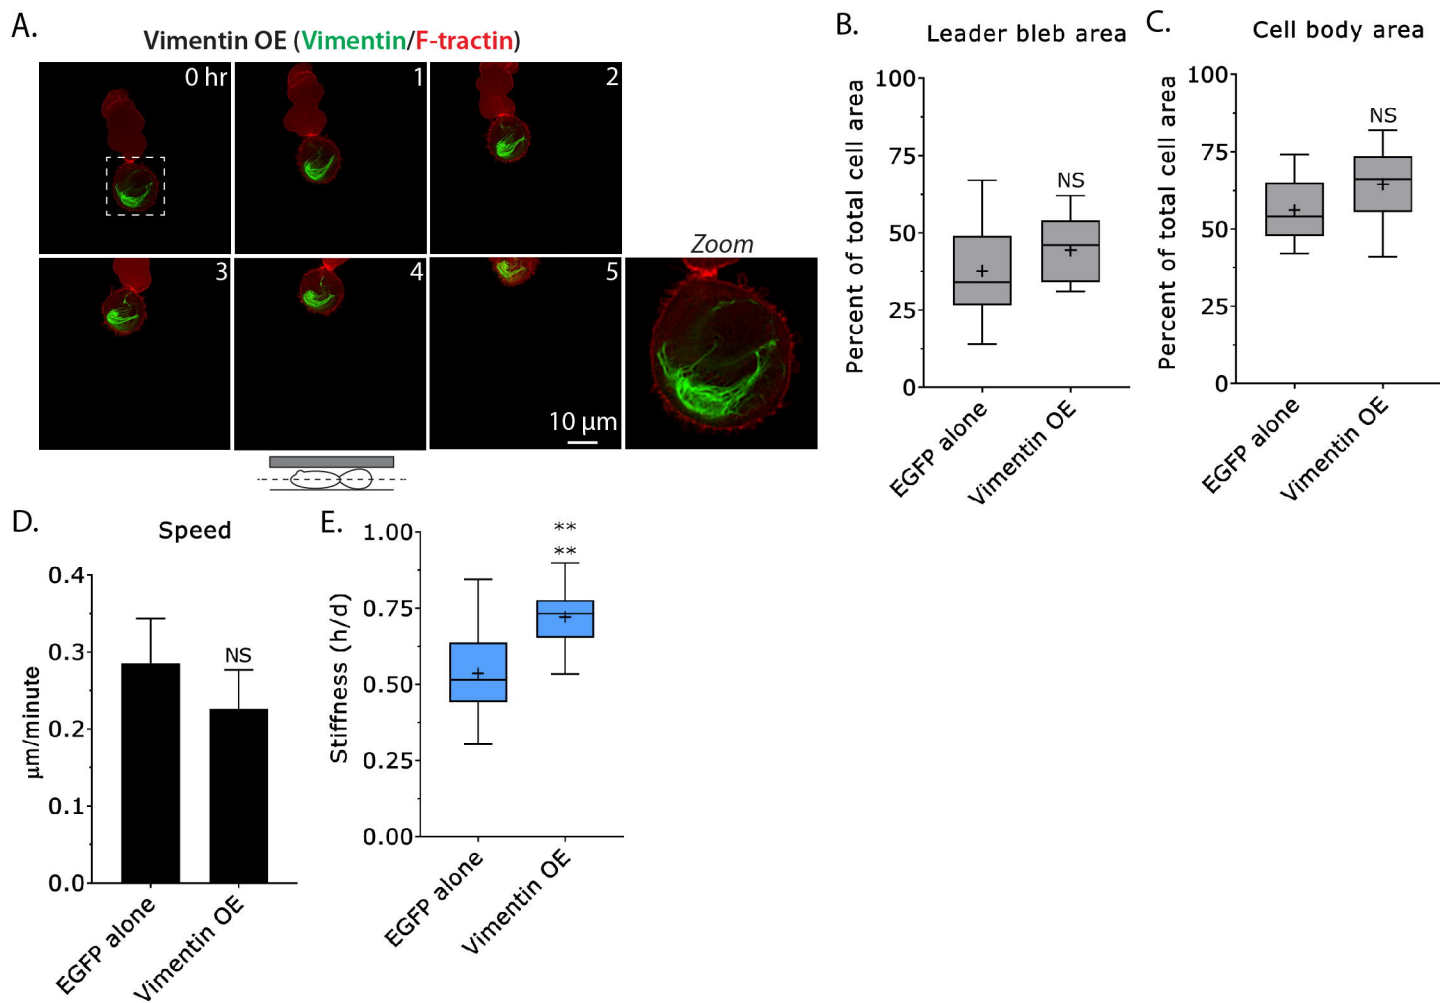 A.
Vimentin OE (Vimentin/F-tractin)
0 hr
1
2
3
4
5
10 µm
Zoom
B.
Leader bleb area
Percent of total cell area
100
75
50
25
0
NS
EGFP alone
Vimentin OE
C.
Cell body area
Percent of total cell area
100
75
50
25
0
NS
EGFP alone
Vimentin OE
D.
Speed
µm/minute
0.4
0.3
0.2
0.1
0.0
NS
EGFP alone
Vimentin OE
E.
Stiffness (h/d)
1.00
0.75
0.50
0.25
0.00
**
**
EGFP alone
Vimentin OE